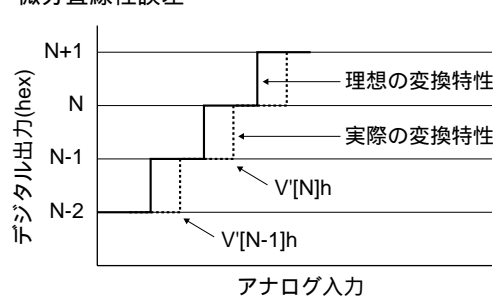 微分直線性誤差
N+1
理想の変換特性
N
実際の変換特性
N-1
V'[N]h
N-2
V'[N-1]h
デジタル出力(hex)
アナログ入力